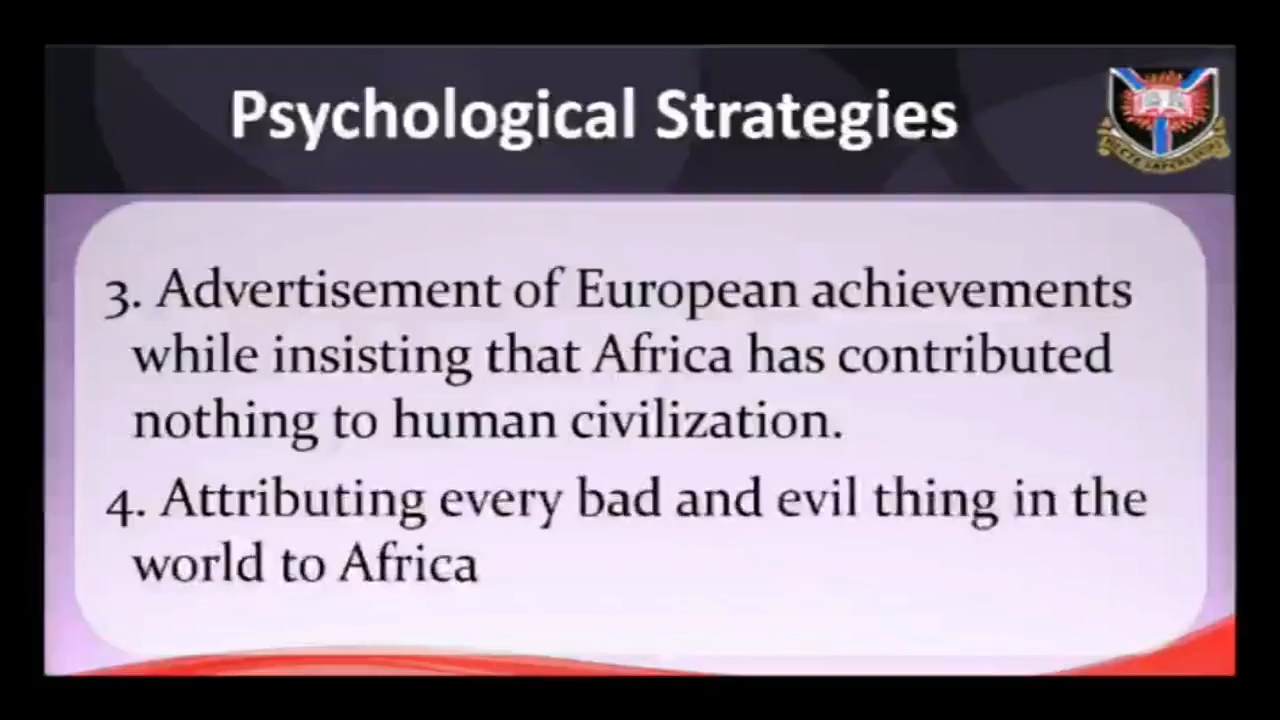 Psychological Strategies
3. Advertisement of European achievements
while insisting that Africa has contributed
nothing to human civilization.
4. Attributing every bad and evil thing in the
world to Africa